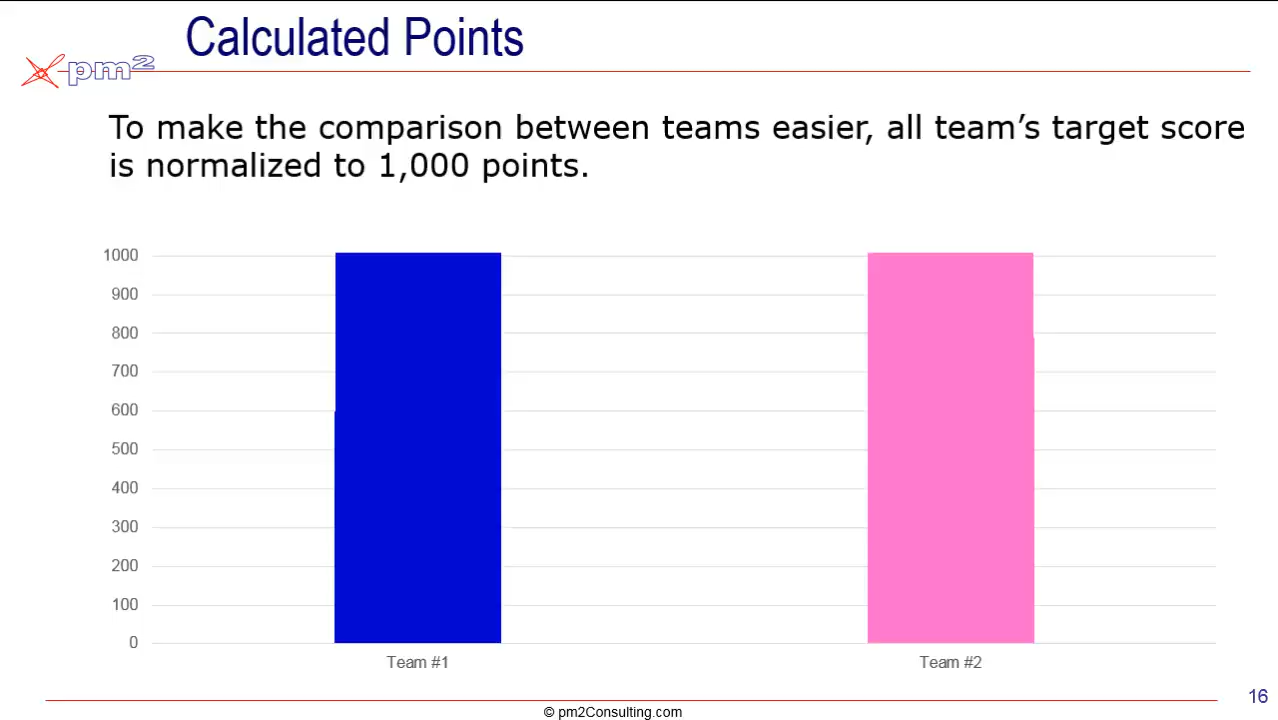 Calculated Points
pm2
To make the comparison between teams easier, all team’s target score
is normalized to 1,000 points.
1000
900
800
700
600
500
400
300
200
100
0
Team #1
Team #2
16
© pm2Consulting.com